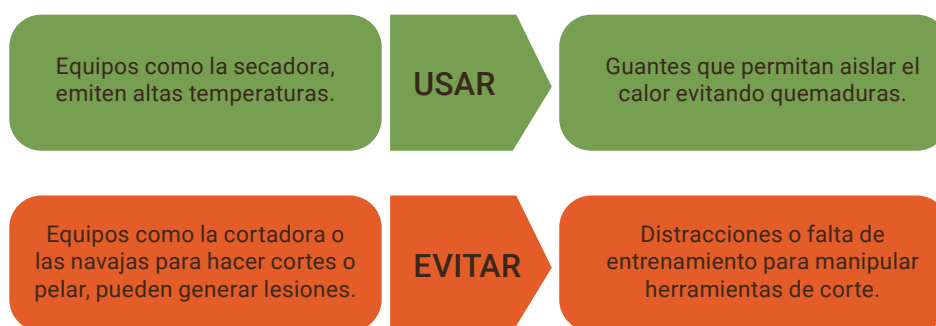 Equipos como la secadora,
emiten altas temperaturas.
USAR
Guantes que permitan aislar el
calor evitando quemaduras.
Equipos como la cortadora o
las navajas para hacer cortes o
pelar, pueden generar lesiones.
EVITAR
Distracciones o falta de
entrenamiento para manipular
herramientas de corte.